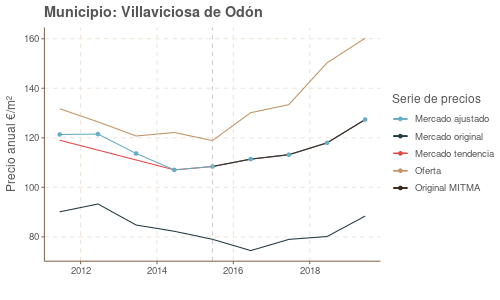 Municipio: Villaviciosa de Odón
Precio anual €/m²
160
140
120
100
80
2012
2014
2016
2018
Serie de precios
Mercado ajustado
Mercado original
Mercado tendencia
Oferta
Original MITMA